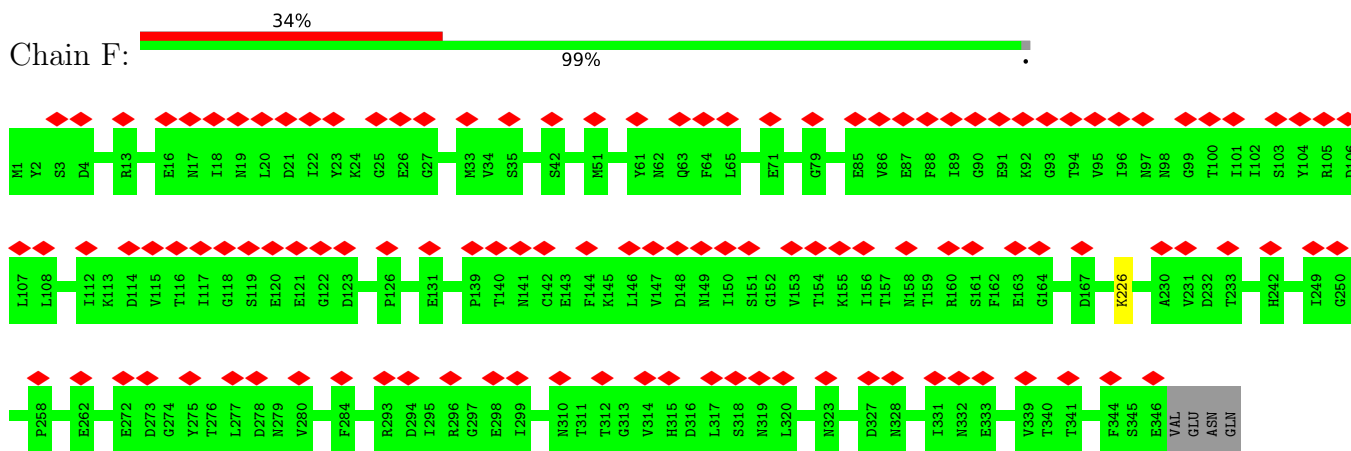 34%
Chain F:
99%
.
M1 Y2 S3 D4 R13 E16 N17 I18 N19 L20 D21 I22 Y23 K24 G25 E26 G27 M33 V34 S35 S42 M51 Y61 N62 Q63 F64 L65 E71 G79 E85 V86 E87 F88 I89 G90 E91 K92 G93 T94 V95 I96 N97 N98 G99 T100 I101 I102 S103 Y104 R105 D106
L107 L108 I112 K113 D114 V115 T116 I117 G118 S119 E120 E121 G122 D123 P126 E131 P139 T140 N141 C142 E143 F144 K145 L146 V147 D148 N149 I150 S151 G152 V153 T154 K155 I156 T157 N158 T159 R160 S161 F162 E163 G164 D167 K226 A230 V231 D232 T233 H242 I249 G250
P258 E262 E272 D273 G274 Y275 T276 L277 D278 N279 V280 F284 R293 D294 I295 R296 G297 E298 I299 N310 T311 T312 G313 V314 H315 D316 L317 S318 N319 L320 N323 D327 N328 I331 N332 E333 V339 T340 T341 F344 S345 E346 VAL GLU ASN GLN